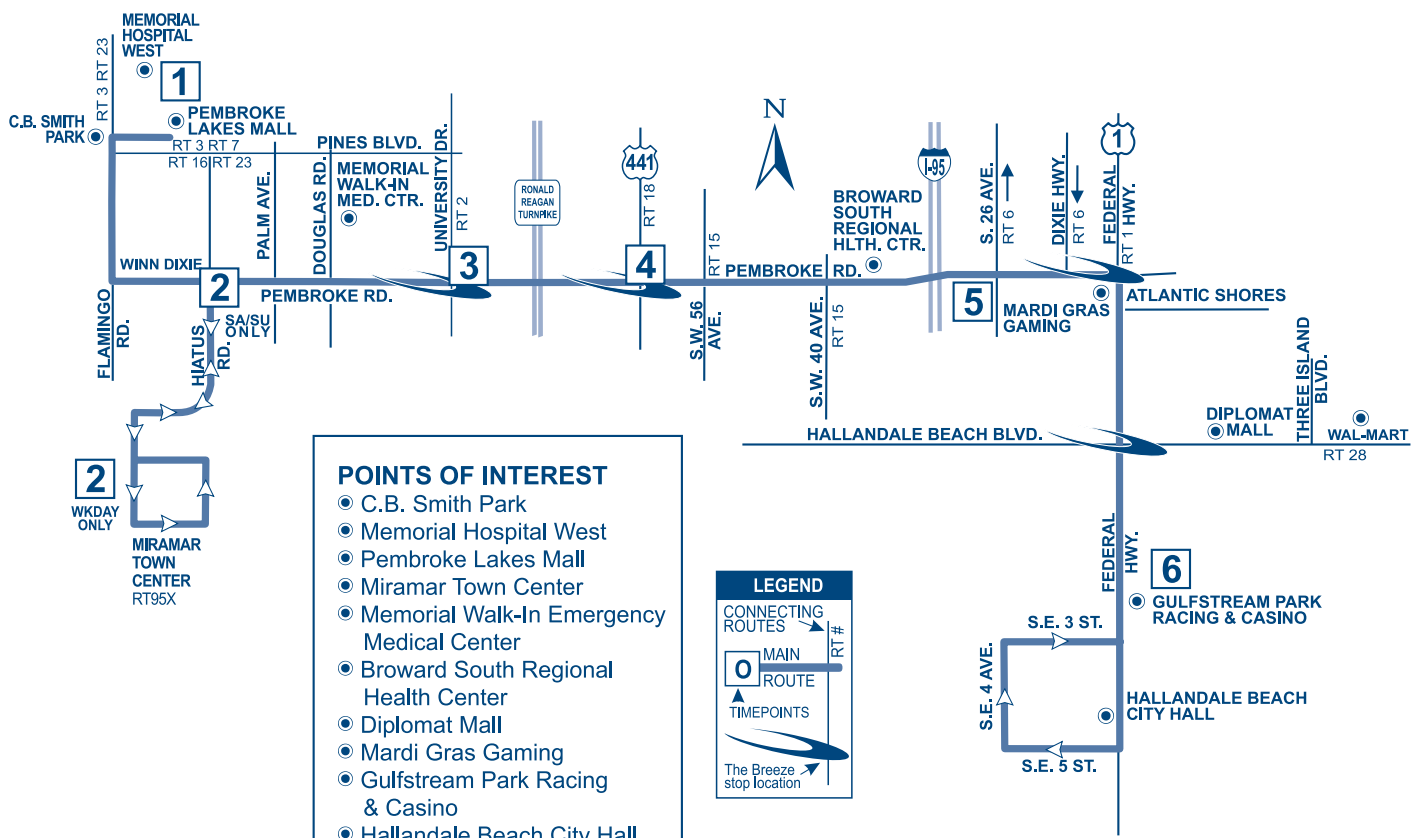 MEMORIAL
HOSPITAL
WEST
RT 3 RT 23
1
C.B. SMITH
PARK
PEMBROKE
LAKES MALL
RT 3 RT 7
RT 16 RT 23
PINES BLVD.
PALM AVE.
DOUGLAS RD.
MEMORIAL
WALK-IN
MED. CTR.
UNIVERSITY DR.
RT 2
RONALD
REAGAN
TURNPIKE
441
RT 18
N
RT 15
S.W. 56
AVE.
BROWARD
SOUTH
REGIONAL
HLTH. CTR.
I-95
S. 26 AVE.
RT 6
DIXIE HWY.
RT 6
1
FEDERAL
HWY.
RT 1
WINN DIXIE
2
PEMBROKE RD.
3
4
PEMBROKE RD.
S.W. 40 AVE.
RT 15
5
MARDI GRAS
GAMING
ATLANTIC SHORES
FLAMINGO
RD.
HIATUS
RD.
SA/SU
ONLY
2
WKDAY
ONLY
MIRAMAR
TOWN
CENTER
RT95X
HALLANDALE BEACH BLVD.
DIPLOMAT
MALL
THREE ISLAND
BLVD.
WAL-MART
RT 28
FEDERAL
HWY.
6
GULFSTREAM PARK
RACING & CASINO
S.E. 3 ST.
S.E. 4 AVE.
HALLANDALE BEACH
CITY HALL
S.E. 5 ST.
POINTS OF INTEREST
C.B. Smith Park
Memorial Hospital West
Pembroke Lakes Mall
Miramar Town Center
Memorial Walk-In Emergency
Medical Center
Broward South Regional
Health Center
Diplomat Mall
Mardi Gras Gaming
Gulfstream Park Racing
& Casino
Hallandale Beach City Hall
LEGEND
CONNECTING
ROUTES
RT #
O
MAIN
ROUTE
TIMEPOINTS
The Breeze
stop location